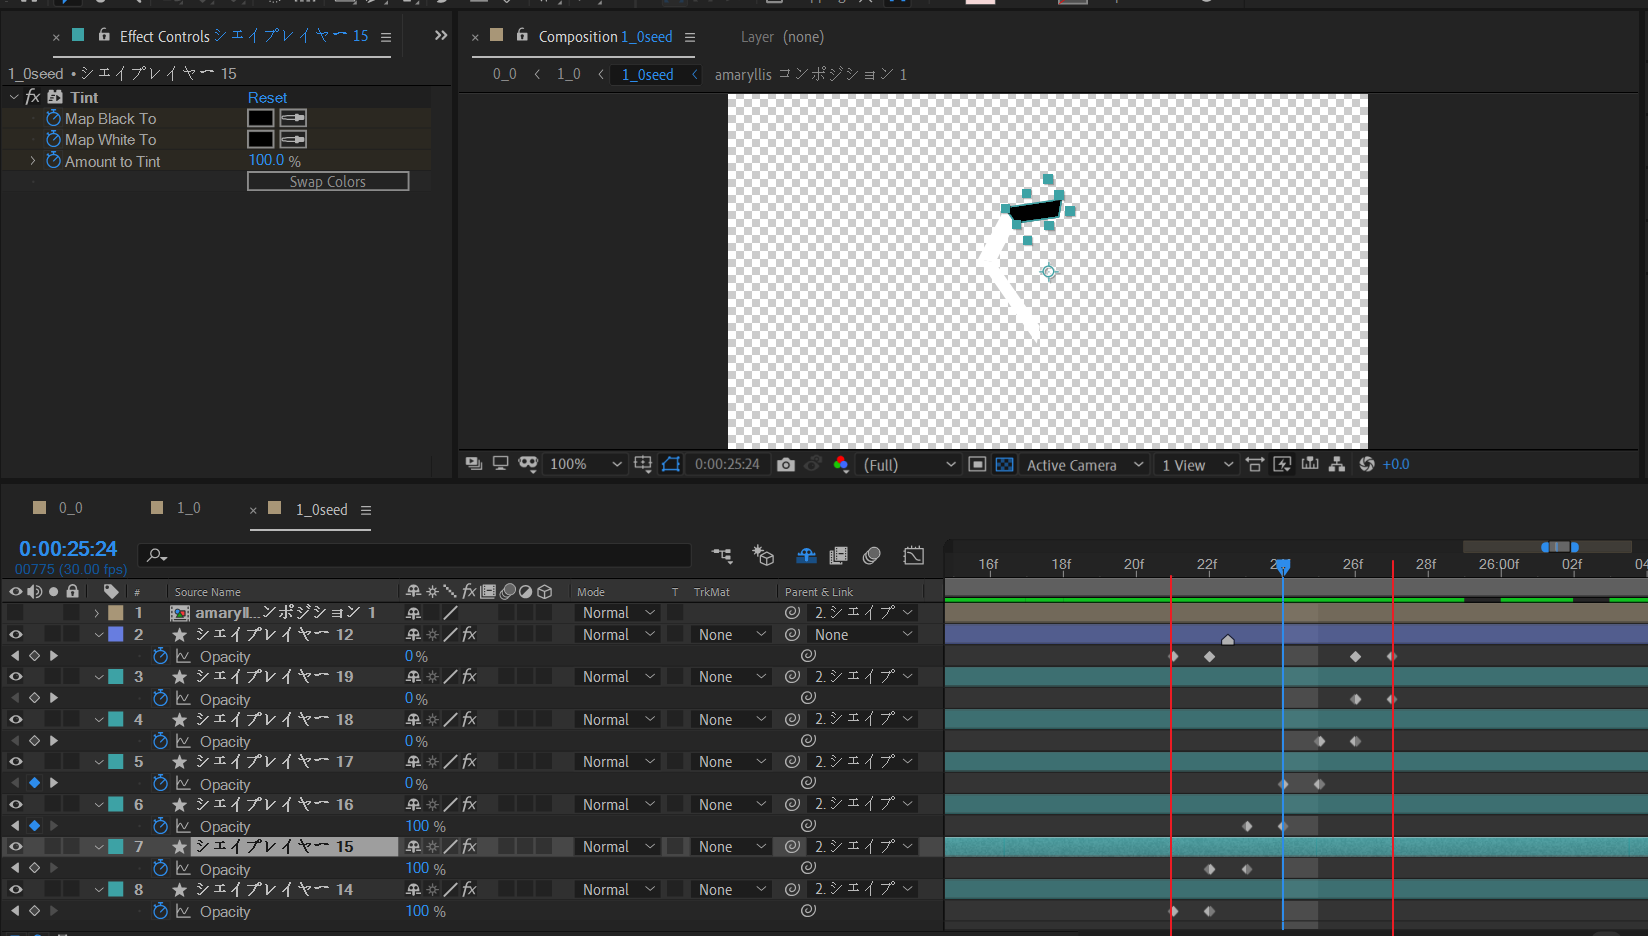 Effect Controls シェイプレイヤー 15
1_0seed • シェイプレイヤー 15
fx Tint Reset
Map Black To
Map White To
Amount to Tint 100.0 %
Swap Colors
Composition 1_0seed
Layer (none)
0_0 1_0 1_0seed amaryllis コンポジション 1
100% 0:00:25:24 (Full) Active Camera 1 View +0.0
0_0 1_0 1_0seed
0:00:25:24
00775 (30.00 fps)
16f 18f 20f 22f 26f 28f 26:00f 02f 04
# Source Name fx Mode T TrkMat Parent & Link
1 amaryll...ンポジション 1 Normal 2. シェイプ
2 シェイプレイヤー 12 fx Normal None None
Opacity 0 %
3 シェイプレイヤー 19 fx Normal None 2. シェイプ
Opacity 0 %
4 シェイプレイヤー 18 fx Normal None 2. シェイプ
Opacity 0 %
5 シェイプレイヤー 17 fx Normal None 2. シェイプ
Opacity 0 %
6 シェイプレイヤー 16 fx Normal None 2. シェイプ
Opacity 100 %
7 シェイプレイヤー 15 fx Normal None 2. シェイプ
Opacity 100 %
8 シェイプレイヤー 14 fx Normal None 2. シェイプ
Opacity 100 %